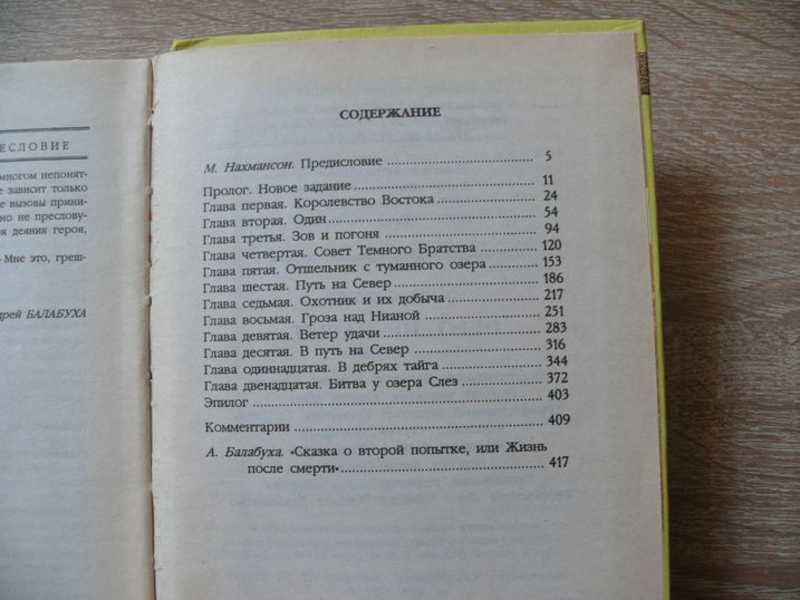 ЕСЛОВИЕ
многом непонят-
е зависит только
е вызовы прини-
но не преслову-
я деяния героя,
Мне это, греш-
дрей БАЛАБУХА
СОДЕРЖАНИЕ
М. Нахмансон. Предисловие 5
Пролог. Новое задание 11
Глава первая. Королевство Востока 24
Глава вторая. Один 54
Глава третья. Зов и погоня 94
Глава четвертая. Совет Темного Братства 120
Глава пятая. Отшельник с туманного озера 153
Глава шестая. Путь на Север 186
Глава седьмая. Охотник и их добыча 217
Глава восьмая. Гроза над Нианой 251
Глава девятая. Ветер удачи 283
Глава десятая. В путь на Север 316
Глава одиннадцатая. В дебрях тайга 344
Глава двенадцатая. Битва у озера Слез 372
Эпилог 403
Комментарии 409
А. Балабуха. «Сказка о второй попытке, или Жизнь
после смерти» 417